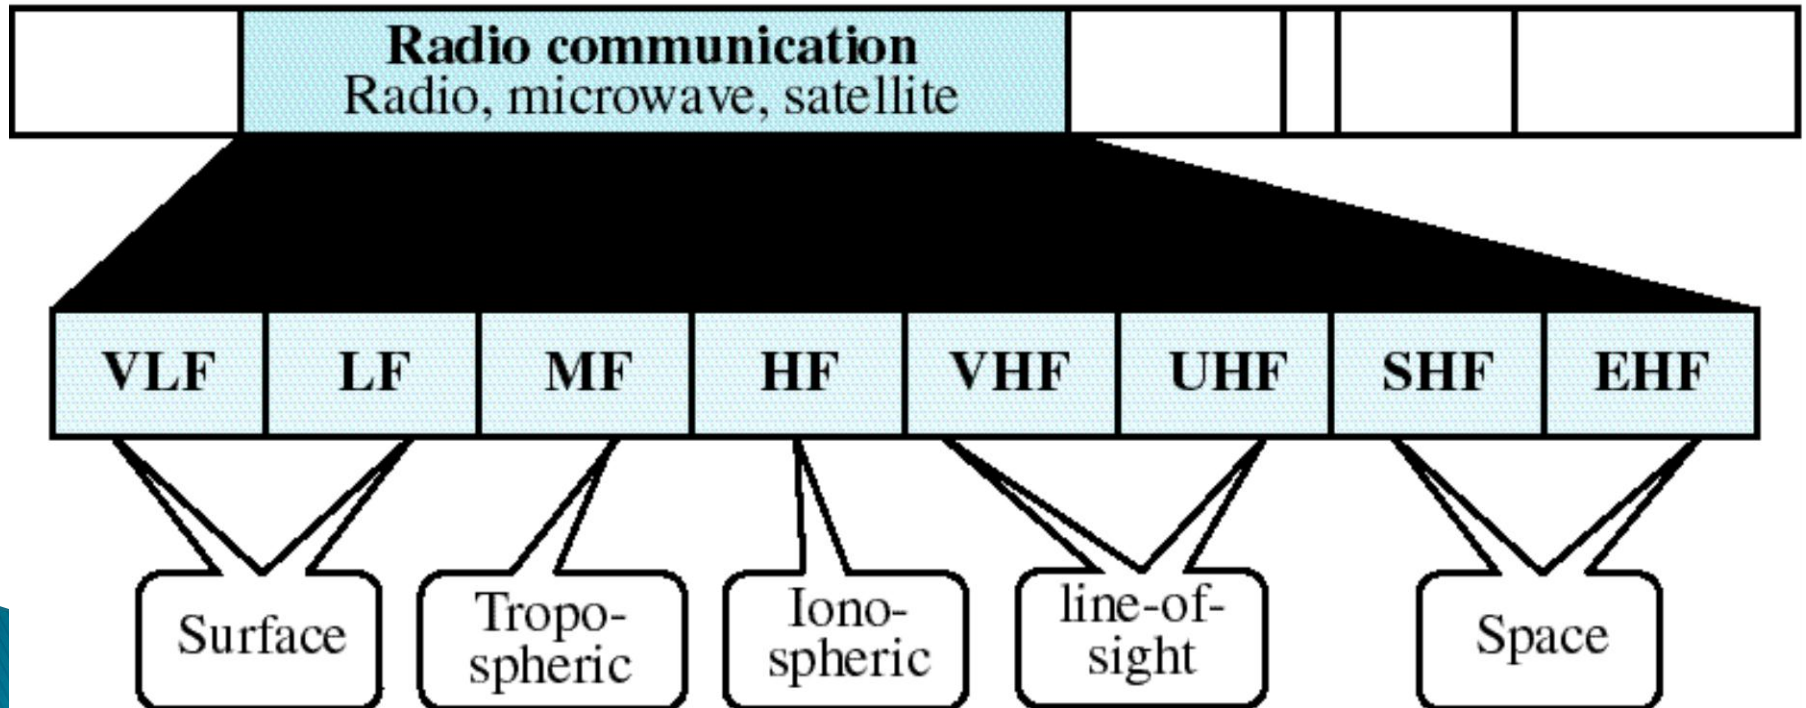 Radio communication
Radio, microwave, satellite
VLF LF MF HF VHF UHF SHF EHF
Surface
Tropo-
spheric
Iono-
spheric
line-of-
sight
Space